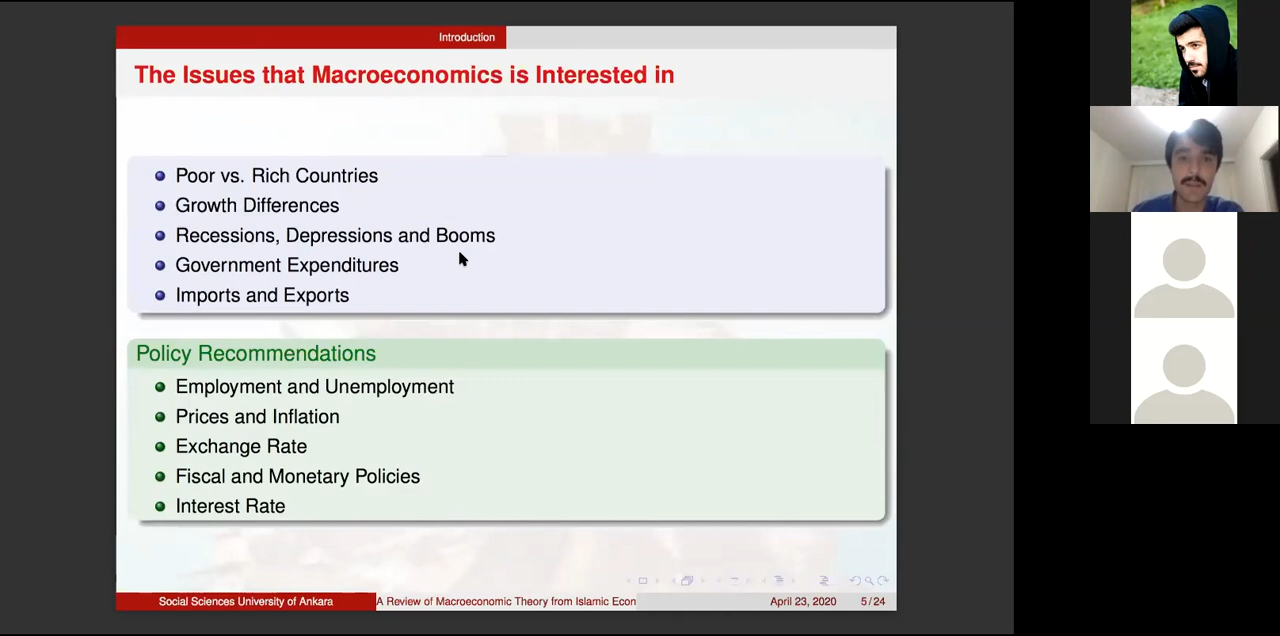 Introduction
The Issues that Macroeconomics is Interested in
Poor vs. Rich Countries
Growth Differences
Recessions, Depressions and Booms
Government Expenditures
Imports and Exports
Policy Recommendations
Employment and Unemployment
Prices and Inflation
Exchange Rate
Fiscal and Monetary Policies
Interest Rate
Social Sciences University of Ankara
A Review of Macroeconomic Theory from Islamic Econ
April 23, 2020
5 / 24